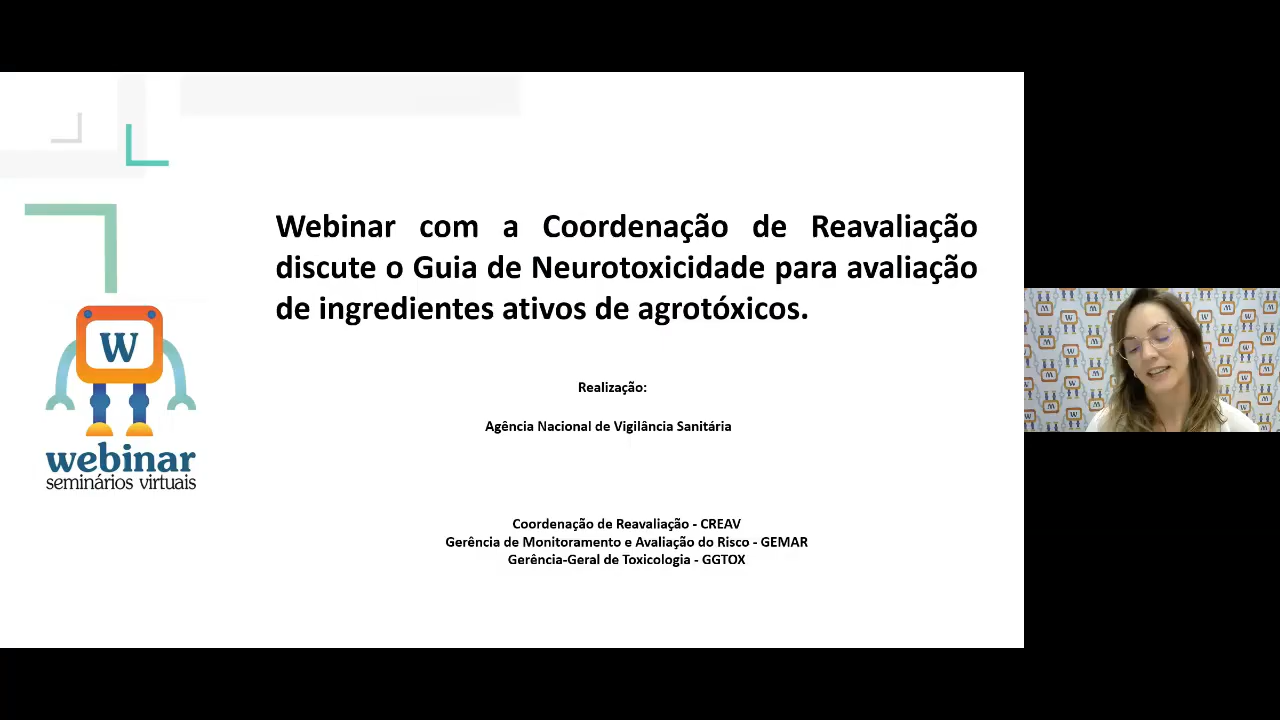 Webinar com a Coordenação de Reavaliação
discute o Guia de Neurotoxicidade para avaliação
de ingredientes ativos de agrotóxicos.
Realização:
Agência Nacional de Vigilância Sanitária
W
webinar
seminários virtuais
Coordenação de Reavaliação - CREAV
Gerência de Monitoramento e Avaliação do Risco - GEMAR
Gerência-Geral de Toxicologia - GGTOX